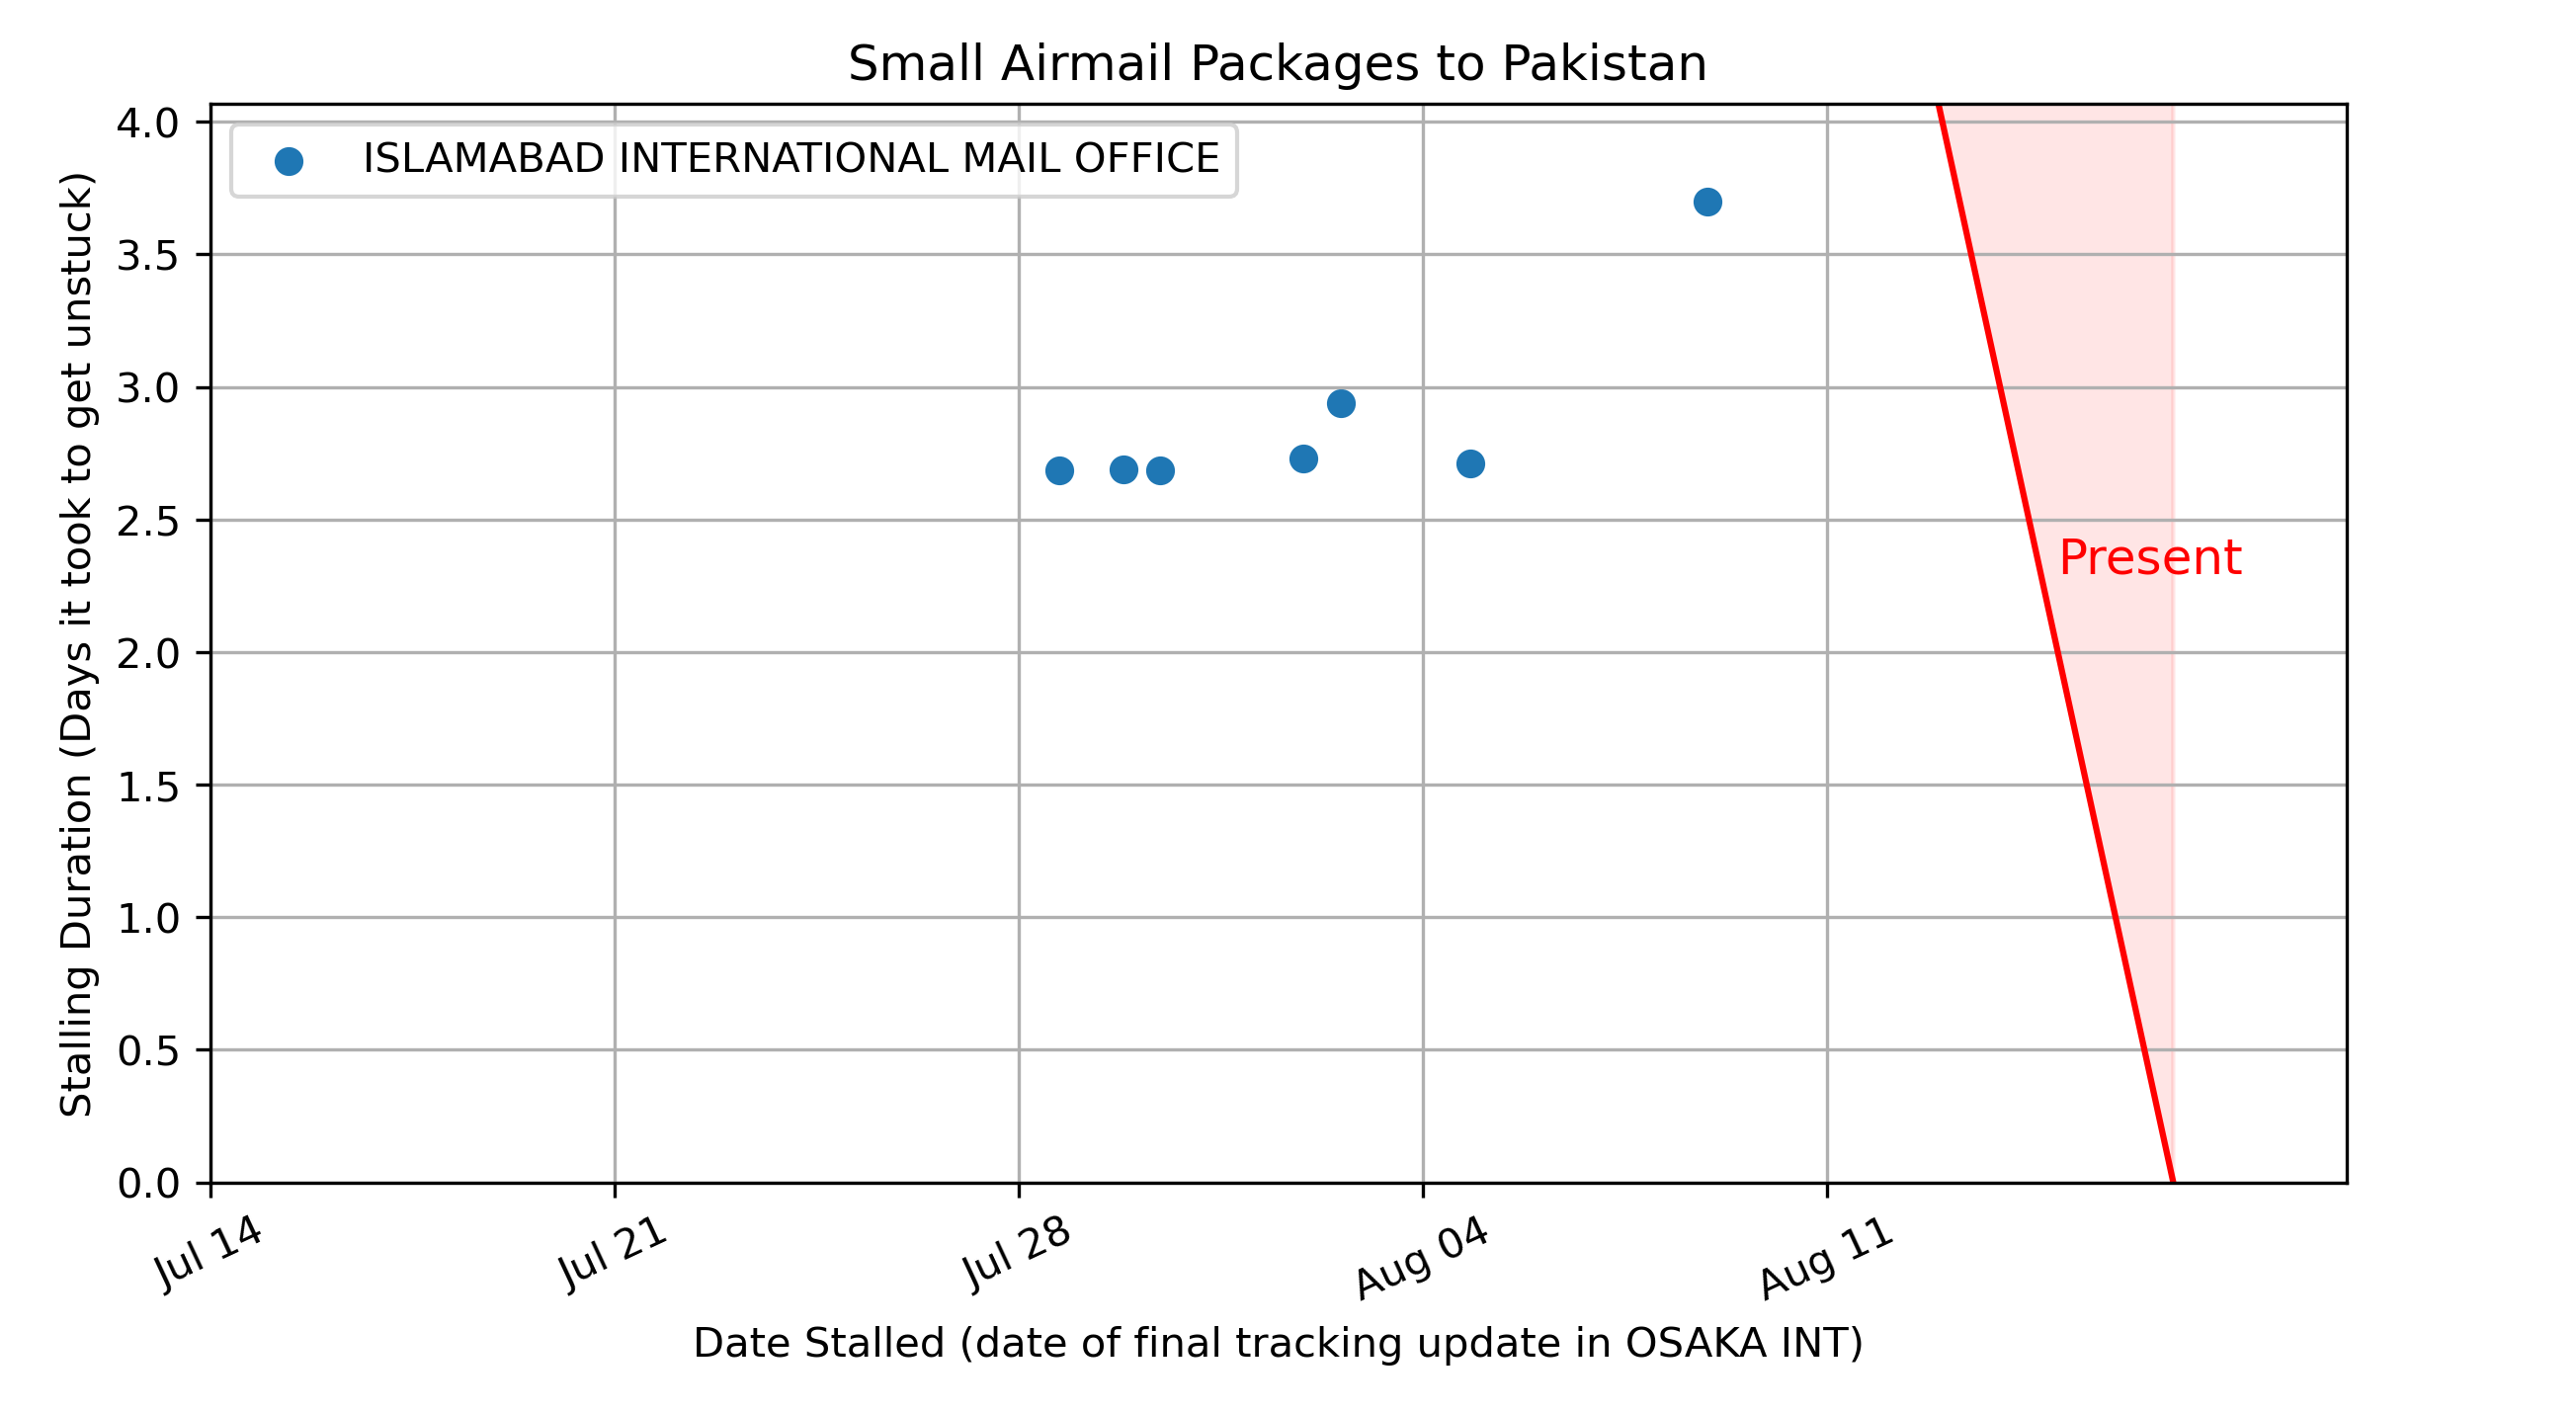 Small Airmail Packages to Pakistan
ISLAMABAD INTERNATIONAL MAIL OFFICE
Stalling Duration (Days it took to get unstuck)
4.0
3.5
3.0
2.5
2.0
1.5
1.0
0.5
0.0
Present
Jul 14
Jul 21
Jul 28
Aug 04
Aug 11
Date Stalled (date of final tracking update in OSAKA INT)